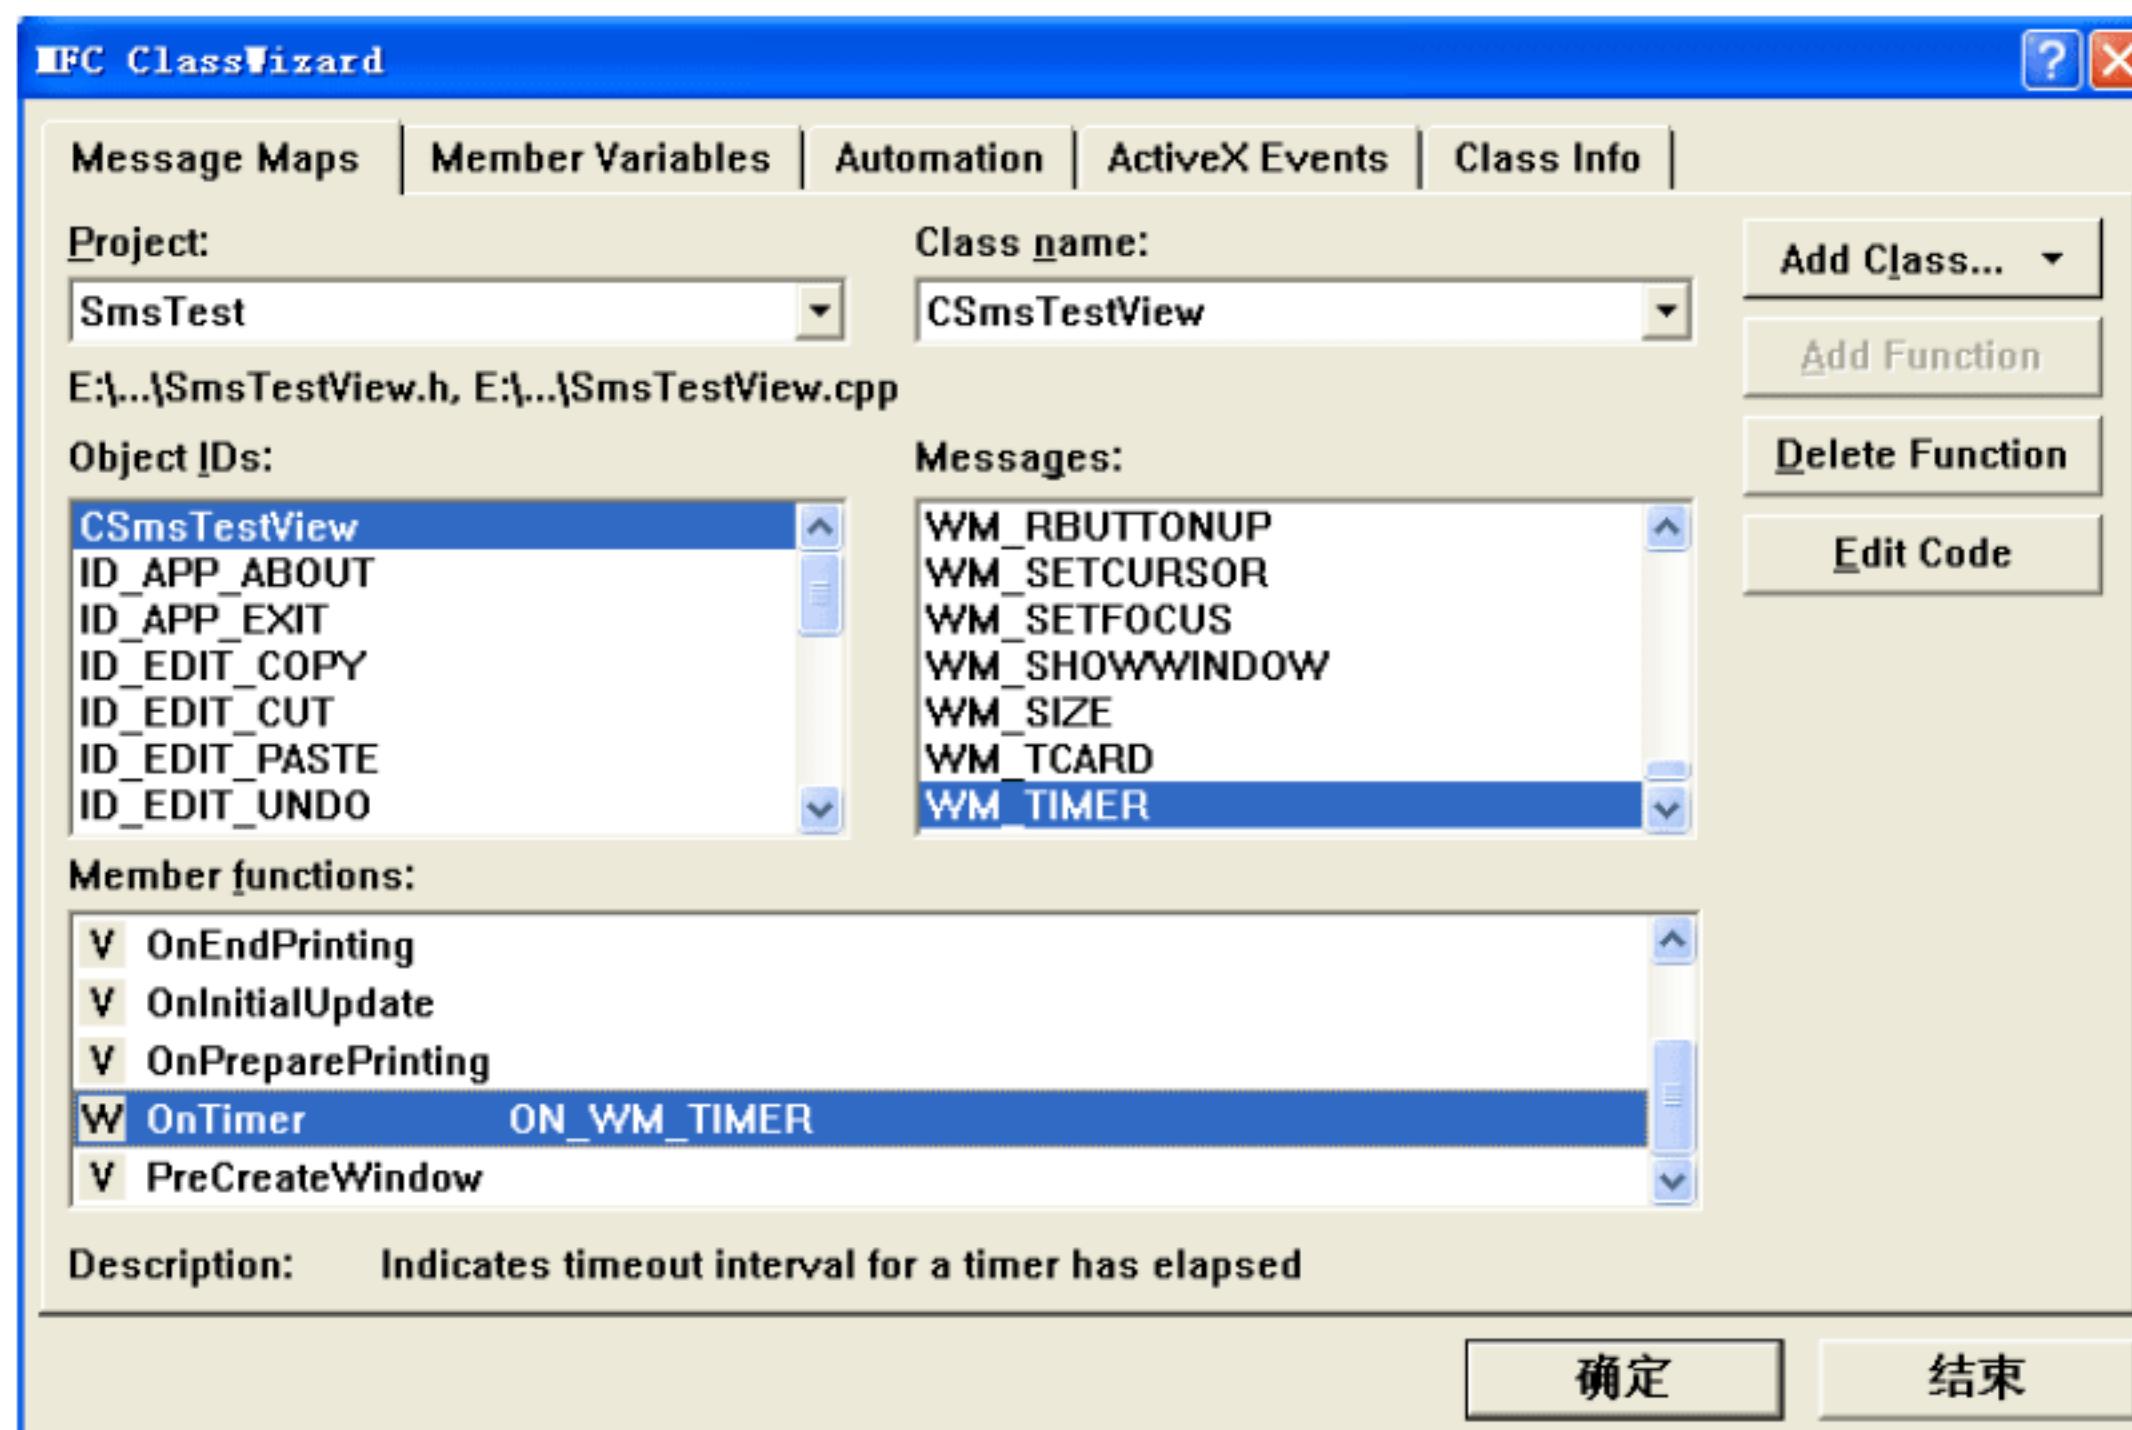 MFC ClassWizard
Message Maps Member Variables Automation ActiveX Events Class Info
Project: Class name:
SmsTest CSmsTestView
Add Class...
Add Function
E:\...\SmsTestView.h, E:\...\SmsTestView.cpp
Object IDs: Messages:
Delete Function
Edit Code
CSmsTestView
ID_APP_ABOUT
ID_APP_EXIT
ID_EDIT_COPY
ID_EDIT_CUT
ID_EDIT_PASTE
ID_EDIT_UNDO
WM_RBUTTONUP
WM_SETCURSOR
WM_SETFOCUS
WM_SHOWWINDOW
WM_SIZE
WM_TCARD
WM_TIMER
Member functions:
V OnEndPrinting
V OnInitialUpdate
V OnPreparePrinting
W OnTimer ON_WM_TIMER
V PreCreateWindow
Description: Indicates timeout interval for a timer has elapsed
确定 结束